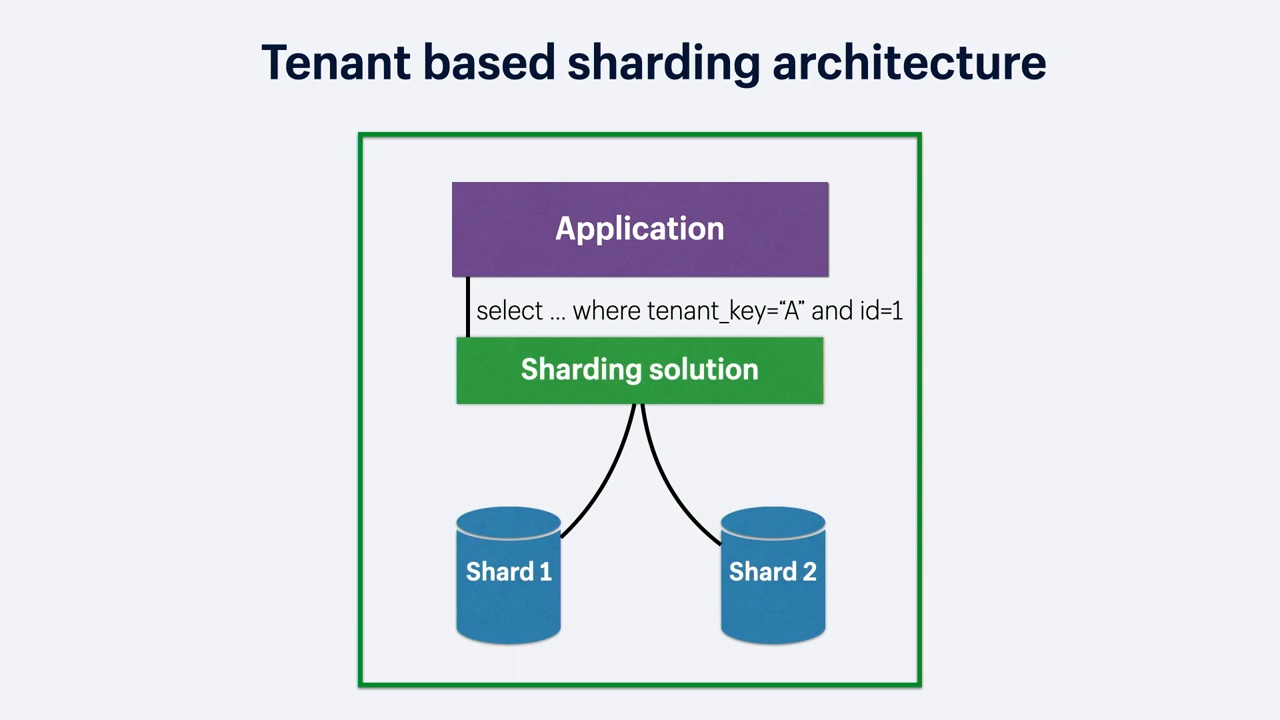 Tenant based sharding architecture
Application
select ... where tenant_key=“A” and id=1
Sharding solution
Shard 1
Shard 2